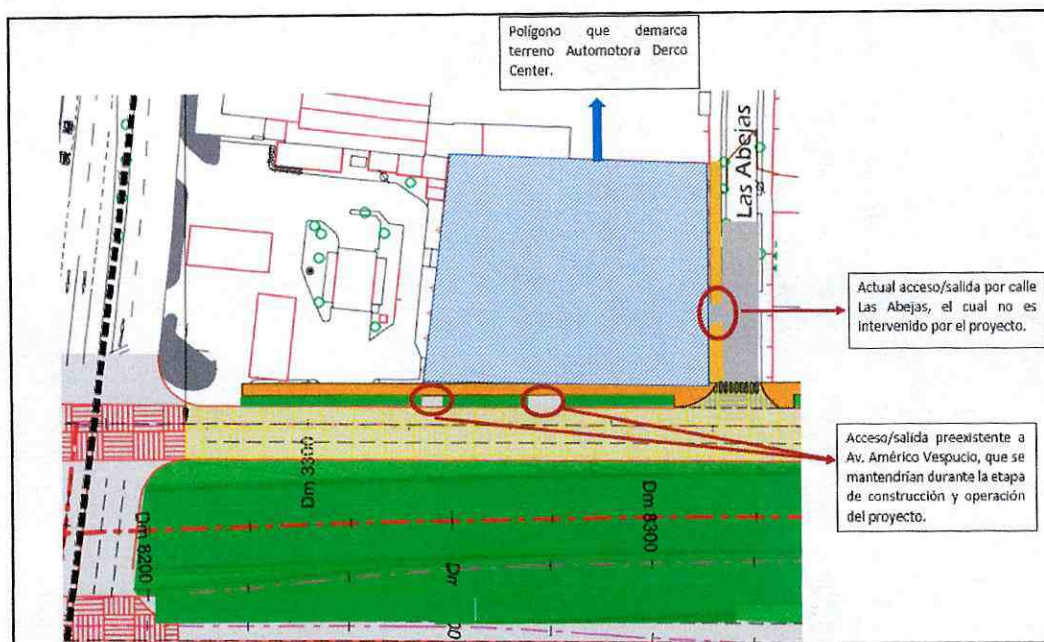 Polígono que demarca
terreno Automotora Derco
Center.
Las Abejas
Actual acceso/salida por calle
Las Abejas, el cual no es
intervenido por el proyecto.
Acceso/salida preexistente a
Av. Américo Vespucio, que se
mantendrían durante la etapa
de construcción y operación
del proyecto.
Dm 3300
Dm 8200
Dm 8300